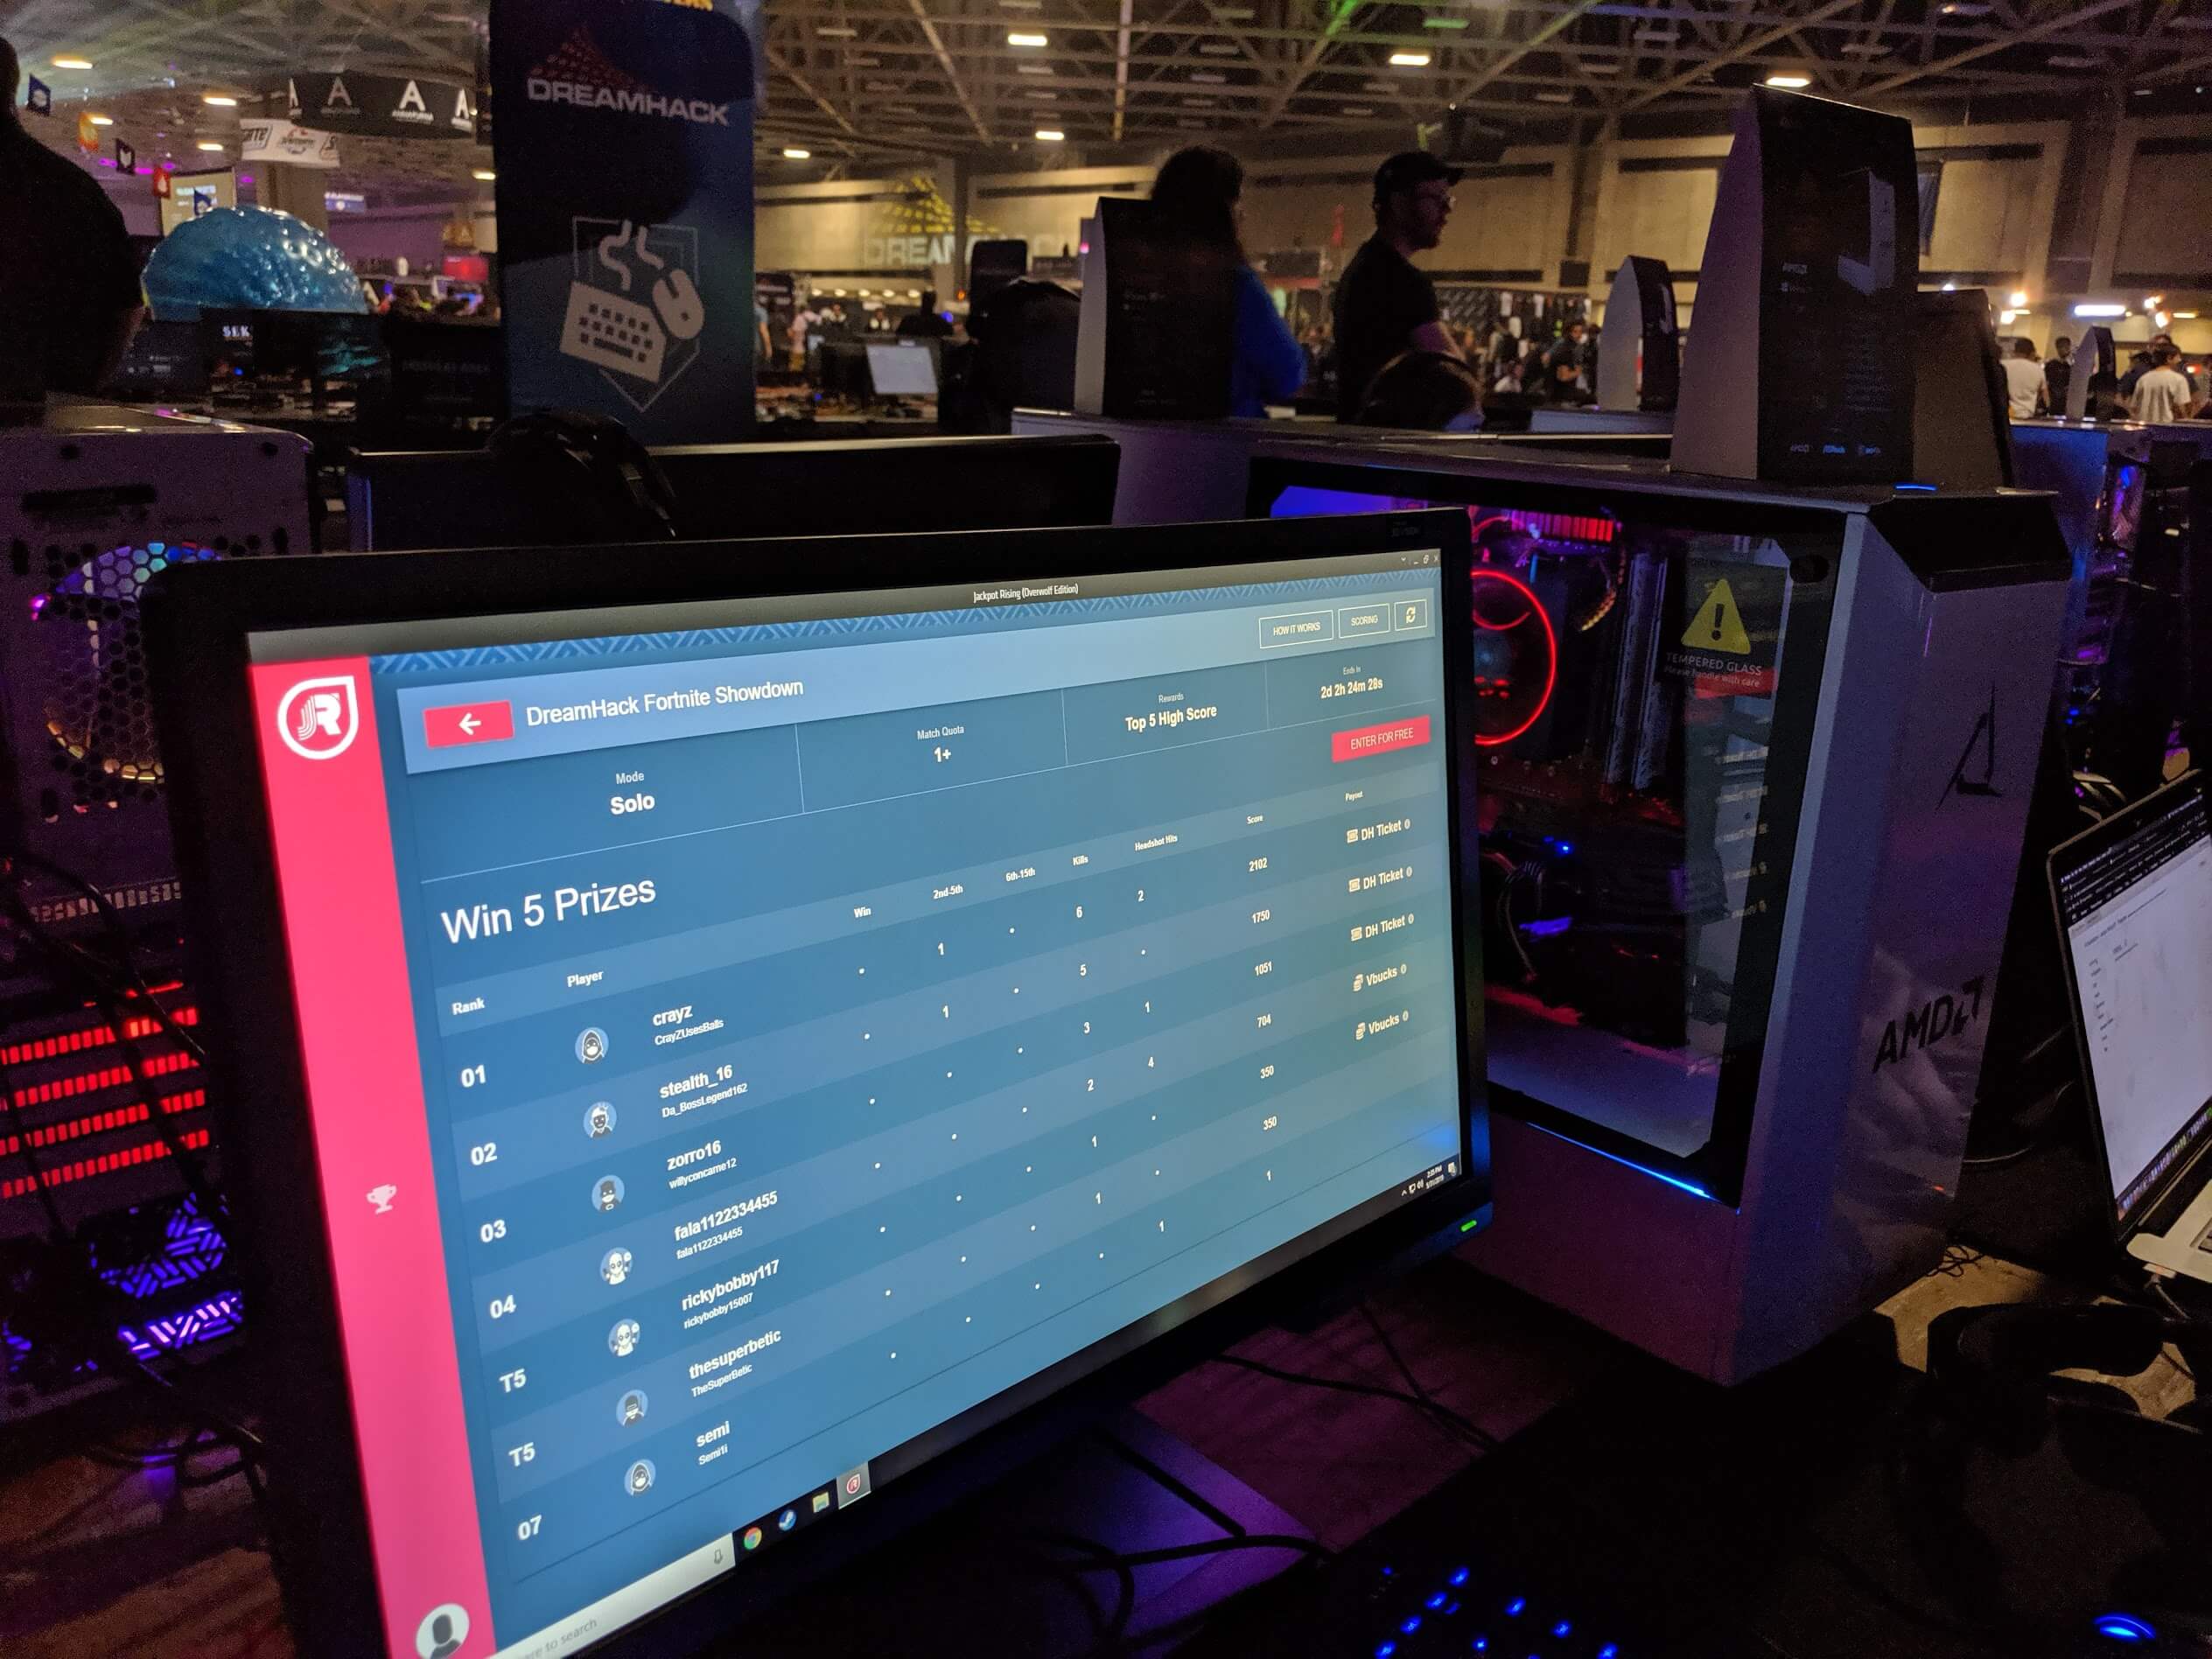 DREAMHACK
DREAM
SEK
TEMPERED GLASS
Please handle with care
AMD
Jackpot Rising (Overwolf Edition)
JR
DreamHack Fortnite Showdown
HOW IT WORKS
SCORING
Mode
Solo
Match Quota
1+
Rewards
Top 5 High Score
Ends In
2d 2h 24m 28s
ENTER FOR FREE
Win 5 Prizes
Rank Player Win 2nd-5th 6th-15th Kills Headshot Hits Score Payout
01 crayz 1 6 2 2102 DH Ticket
CrayZUsesBalls
02 stealth_16 1 5 1750 DH Ticket
Da_BossLegend162
03 zorro16 3 1 1051 DH Ticket
willyconcarne12
04 fala1122334455 2 4 704 Vbucks
fala1122334455
T5 rickybobby117 1 350 Vbucks
rickybobby15007
T5 thesuperbetic 1 350
TheSuperBetic
07 semi 1 1
Semi1i
to search